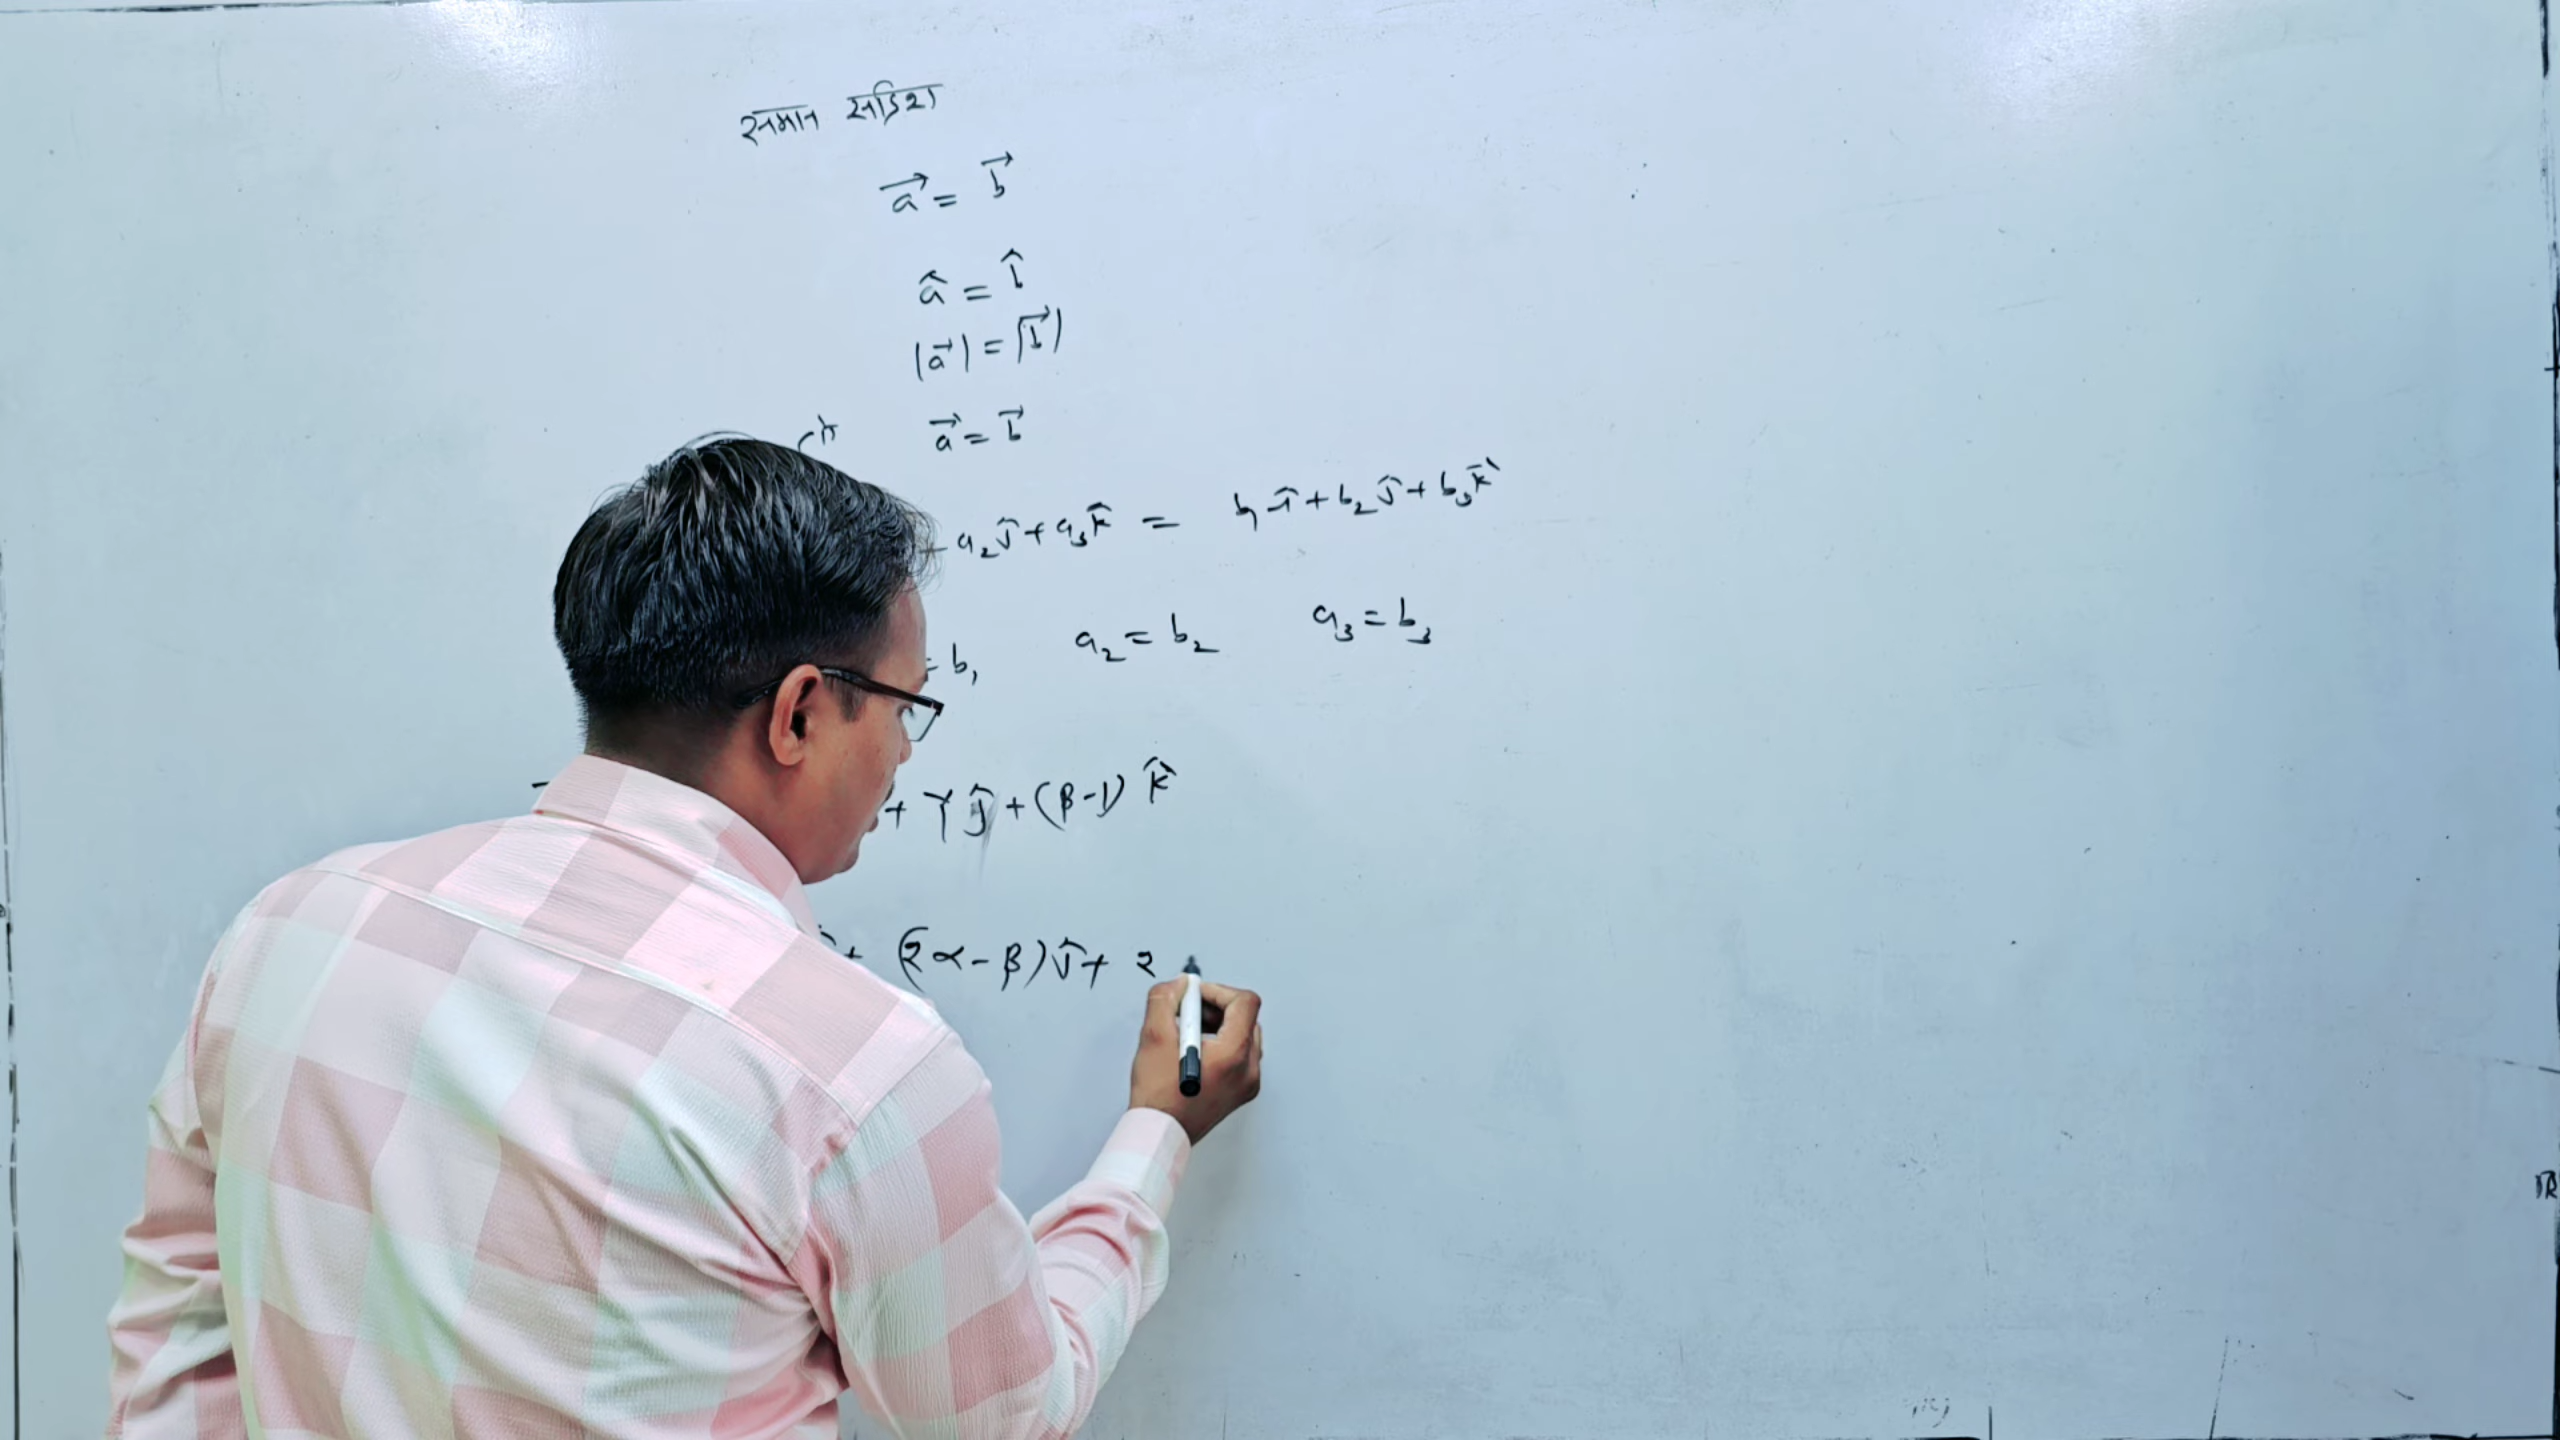 समान सदिश
→a = →b
â = b̂
|→a| = |→b|
→a = →b
+ a₂ĵ + a₃k̂ = b₁î + b₂ĵ + b₃k̂
= b₁ a₂ = b₂ a₃ = b₃
+ γĵ + (β-1) k̂
+ (2α-β)ĵ + 2